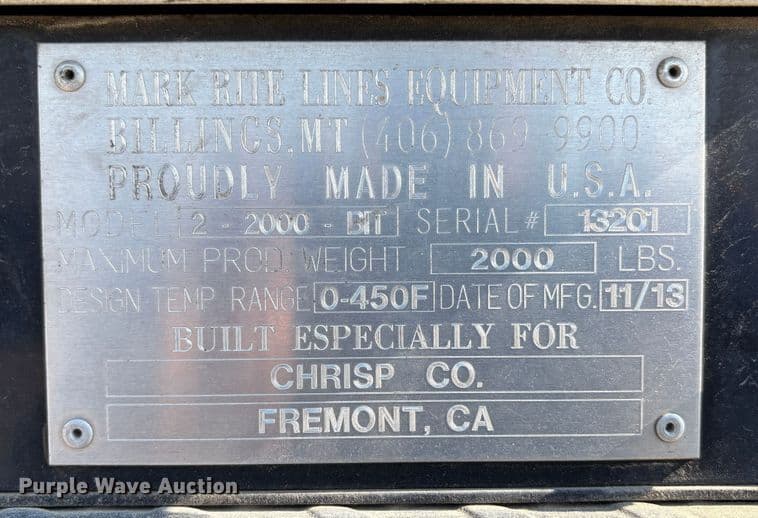 MARK RITE LINES EQUIPMENT CO.
BILLINGS, MT (406) 869 9900
PROUDLY MADE IN U.S.A.
MODEL 2 - 2000 - BIT SERIAL # 13201
MAXIMUM PROD. WEIGHT 2000 LBS.
DESIGN TEMP RANGE 0-450F DATE OF MFG. 11/13
BUILT ESPECIALLY FOR
CHRISP CO.
FREMONT, CA
Purple Wave Auction